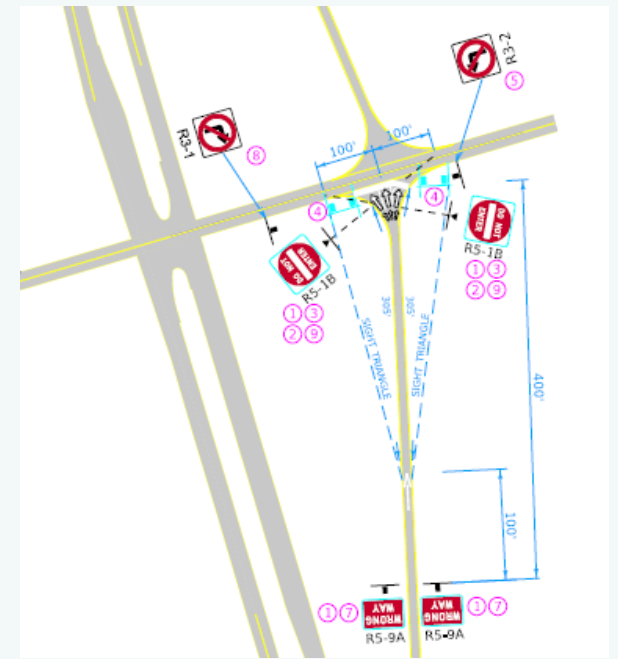 R3-2
5
R3-1
8
100'
100'
4
4
DO NOT
ENTER
R5-1B
1 3
2 9
DO NOT
ENTER
R5-1B
1 3
2 9
305'
305'
SIGHT TRIANGLE
SIGHT TRIANGLE
400'
100'
1 7
WRONG
WAY
R5-9A
WRONG
WAY
R5-9A
1 7